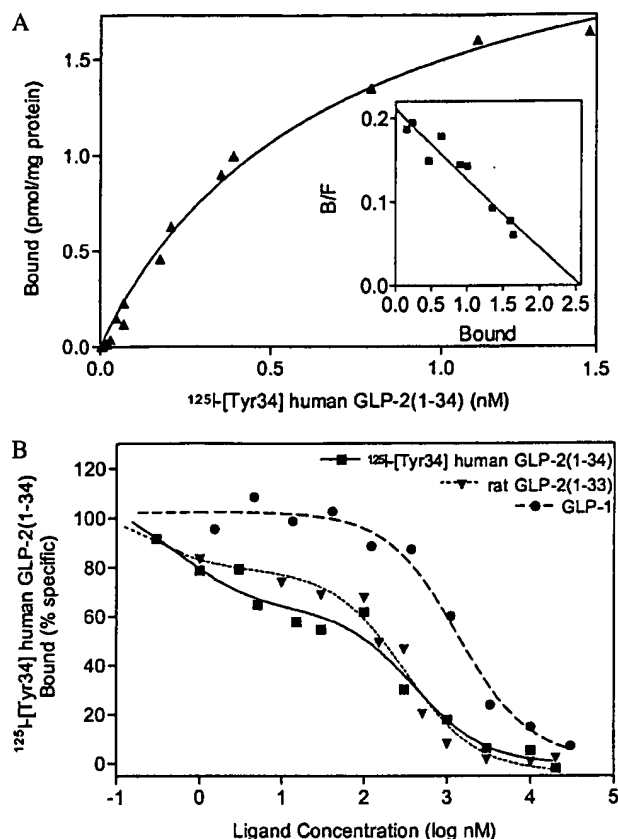 A
1.5
1.0
0.5
0.0
Bound (pmol/mg protein)
0.0
0.5
1.0
1.5
¹²⁵I-[Tyr34] human GLP-2(1-34) (nM)
0.2
0.1
0.0
B/F
0.0 0.5 1.0 1.5 2.0 2.5
Bound
B
120
100
80
60
40
20
0
¹²⁵I-[Tyr34] human GLP-2(1-34)
Bound (% specific)
¹²⁵I-[Tyr34] human GLP-2(1-34)
rat GLP-2(1-33)
GLP-1
-1 0 1 2 3 4 5
Ligand Concentration (log nM)